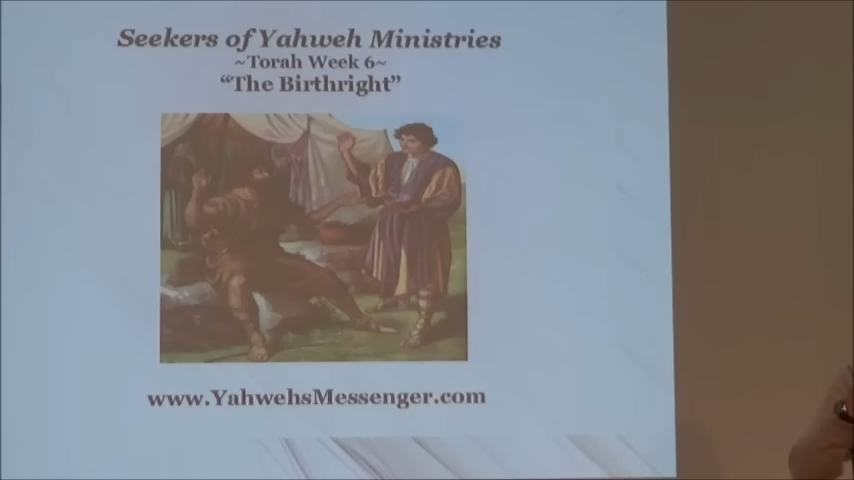 Seekers of Yahweh Ministries
~Torah Week 6~
“The Birthright”
www.YahwehsMessenger.com